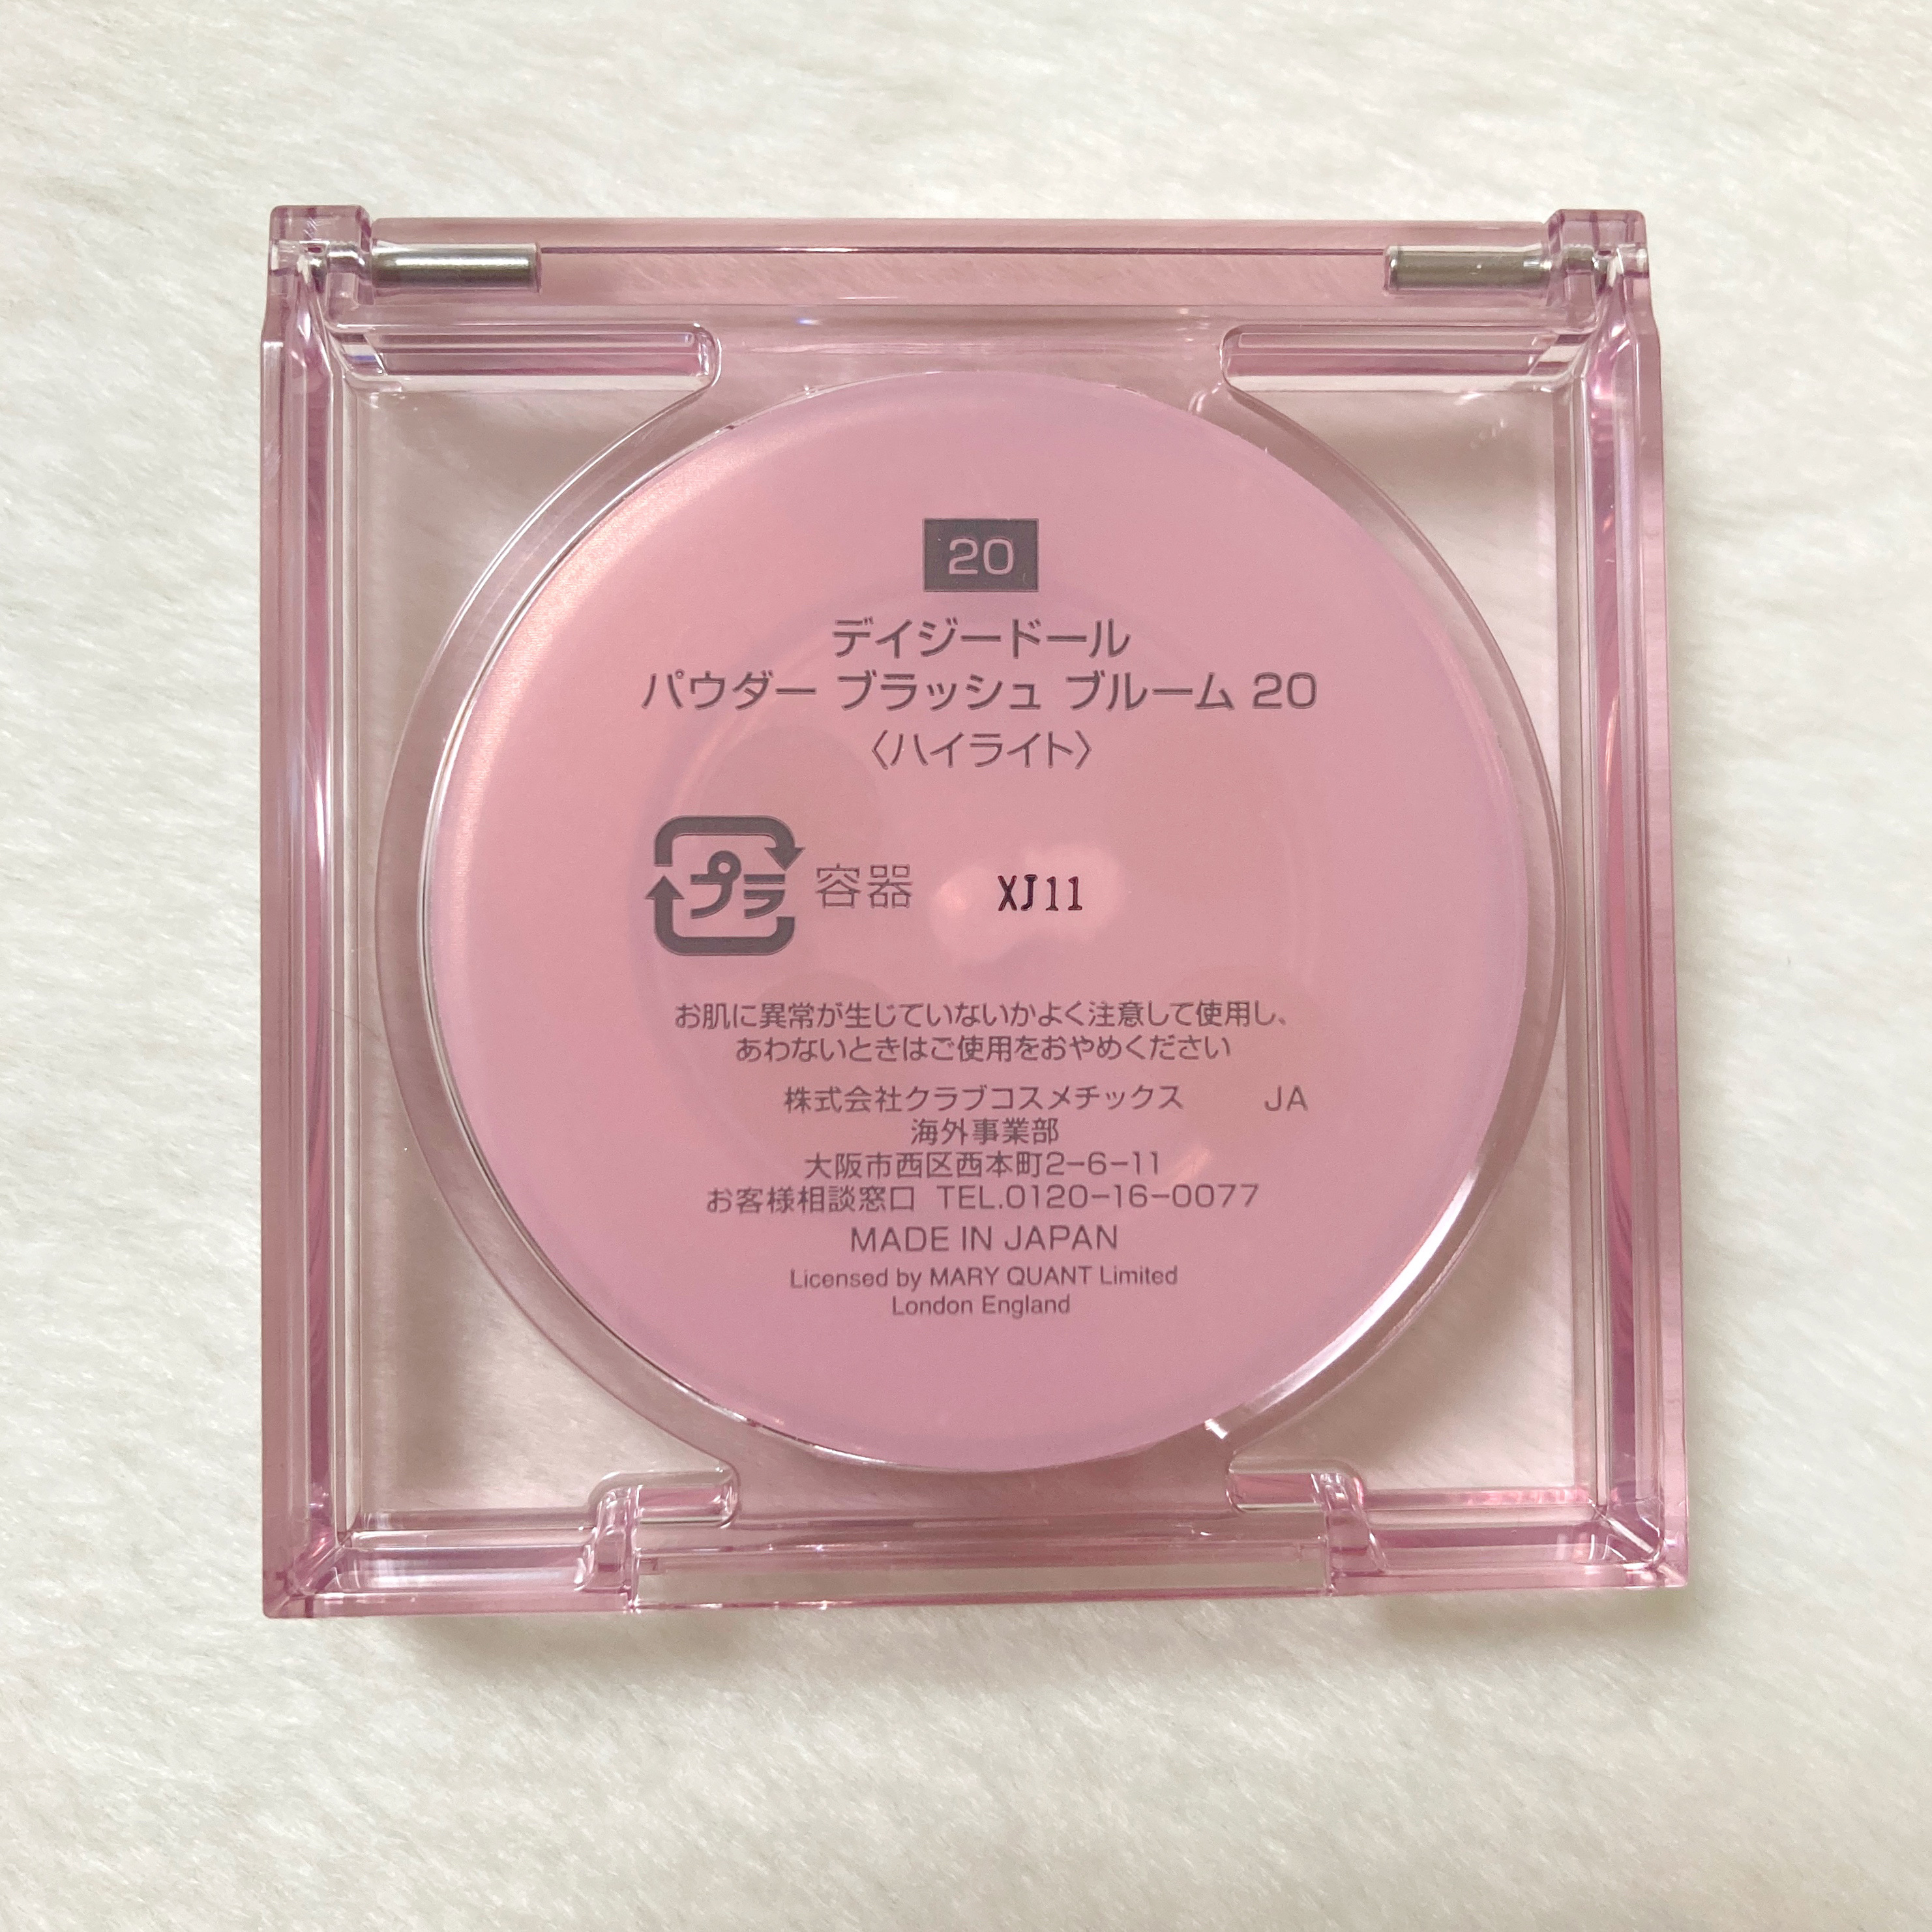 20
デイジードール
パウダー ブラッシュ ブルーム 20
〈ハイライト〉
プラ 容器 XJ11
お肌に異常が生じていないかよく注意して使用し、
あわないときはご使用をおやめください
株式会社クラブコスメチックス JA
海外事業部
大阪市西区西本町2-6-11
お客様相談窓口 TEL.0120-16-0077
MADE IN JAPAN
Licensed by MARY QUANT Limited
London England